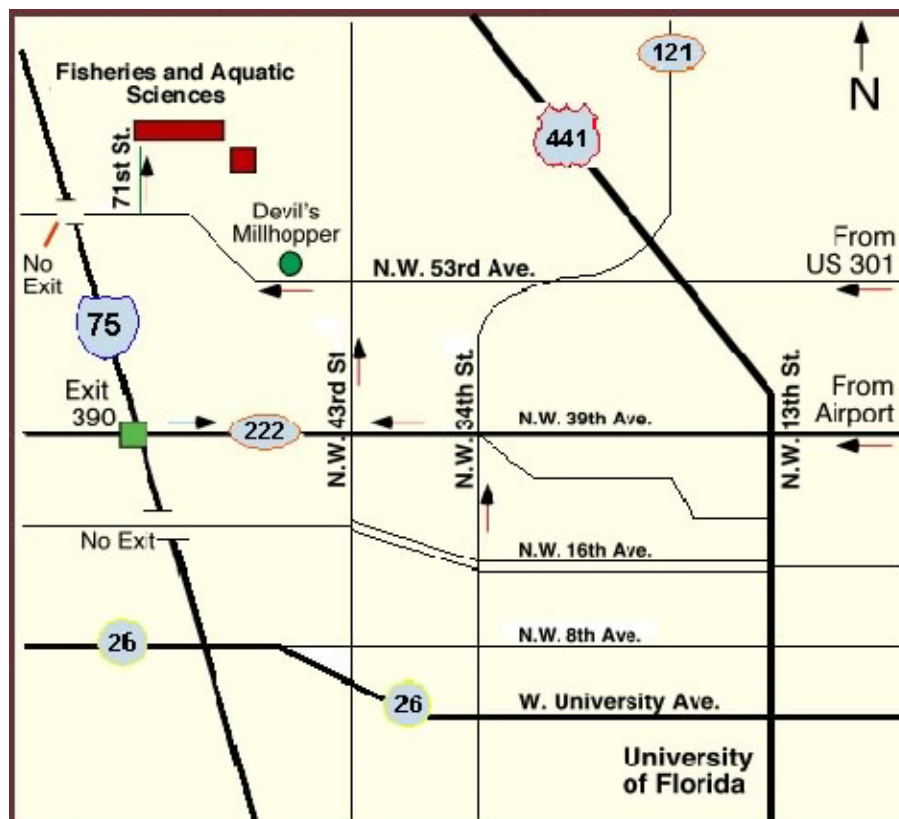 121
Fisheries and Aquatic
Sciences
N
441
71st St.
Devil's
Millhopper
From
US 301
No
Exit
N.W. 53rd Ave.
75
Exit
390
N.W. 43rd St
N.W. 34th St.
N.W. 13th St.
From
Airport
222
N.W. 39th Ave.
No Exit
N.W. 16th Ave.
26
N.W. 8th Ave.
26
W. University Ave.
University
of Florida